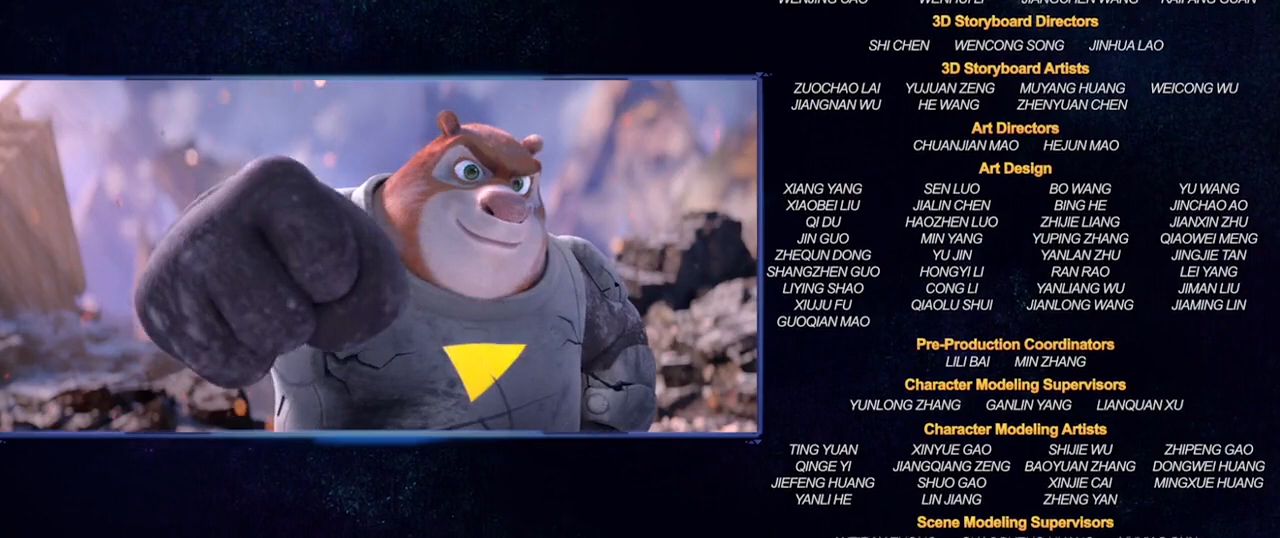 3D Storyboard Directors
SHI CHEN WENCONG SONG JINHUA LAO
3D Storyboard Artists
ZUOCHAO LAI YUJUAN ZENG MUYANG HUANG WEICONG WU
JIANGNAN WU HE WANG ZHENYUAN CHEN
Art Directors
CHUANJIAN MAO HEJUN MAO
Art Design
XIANG YANG SEN LUO BO WANG YU WANG
XIAOBEI LIU JIALIN CHEN BING HE JINCHAO AO
QI DU HAOZHEN LUO ZHIJIE LIANG JIANXIN ZHU
JIN GUO MIN YANG YUPING ZHANG QIAOWEI MENG
ZHEQUN DONG YU JIN YANLAN ZHU JINGJIE TAN
SHANGZHEN GUO HONGYI LI RAN RAO LEI YANG
LIYING SHAO CONG LI YANLIANG WU JIMAN LIU
XIUJU FU QIAOLU SHUI JIANLONG WANG JIAMING LIN
GUOQIAN MAO
Pre-Production Coordinators
LILI BAI MIN ZHANG
Character Modeling Supervisors
YUNLONG ZHANG GANLIN YANG LIANQUAN XU
Character Modeling Artists
TING YUAN XINYUE GAO SHIJIE WU ZHIPENG GAO
QINGE YI JIANGQIANG ZENG BAOYUAN ZHANG DONGWEI HUANG
JIEFENG HUANG SHUO GAO XINJIE CAI MINGXUE HUANG
YANLI HE LIN JIANG ZHENG YAN
Scene Modeling Supervisors